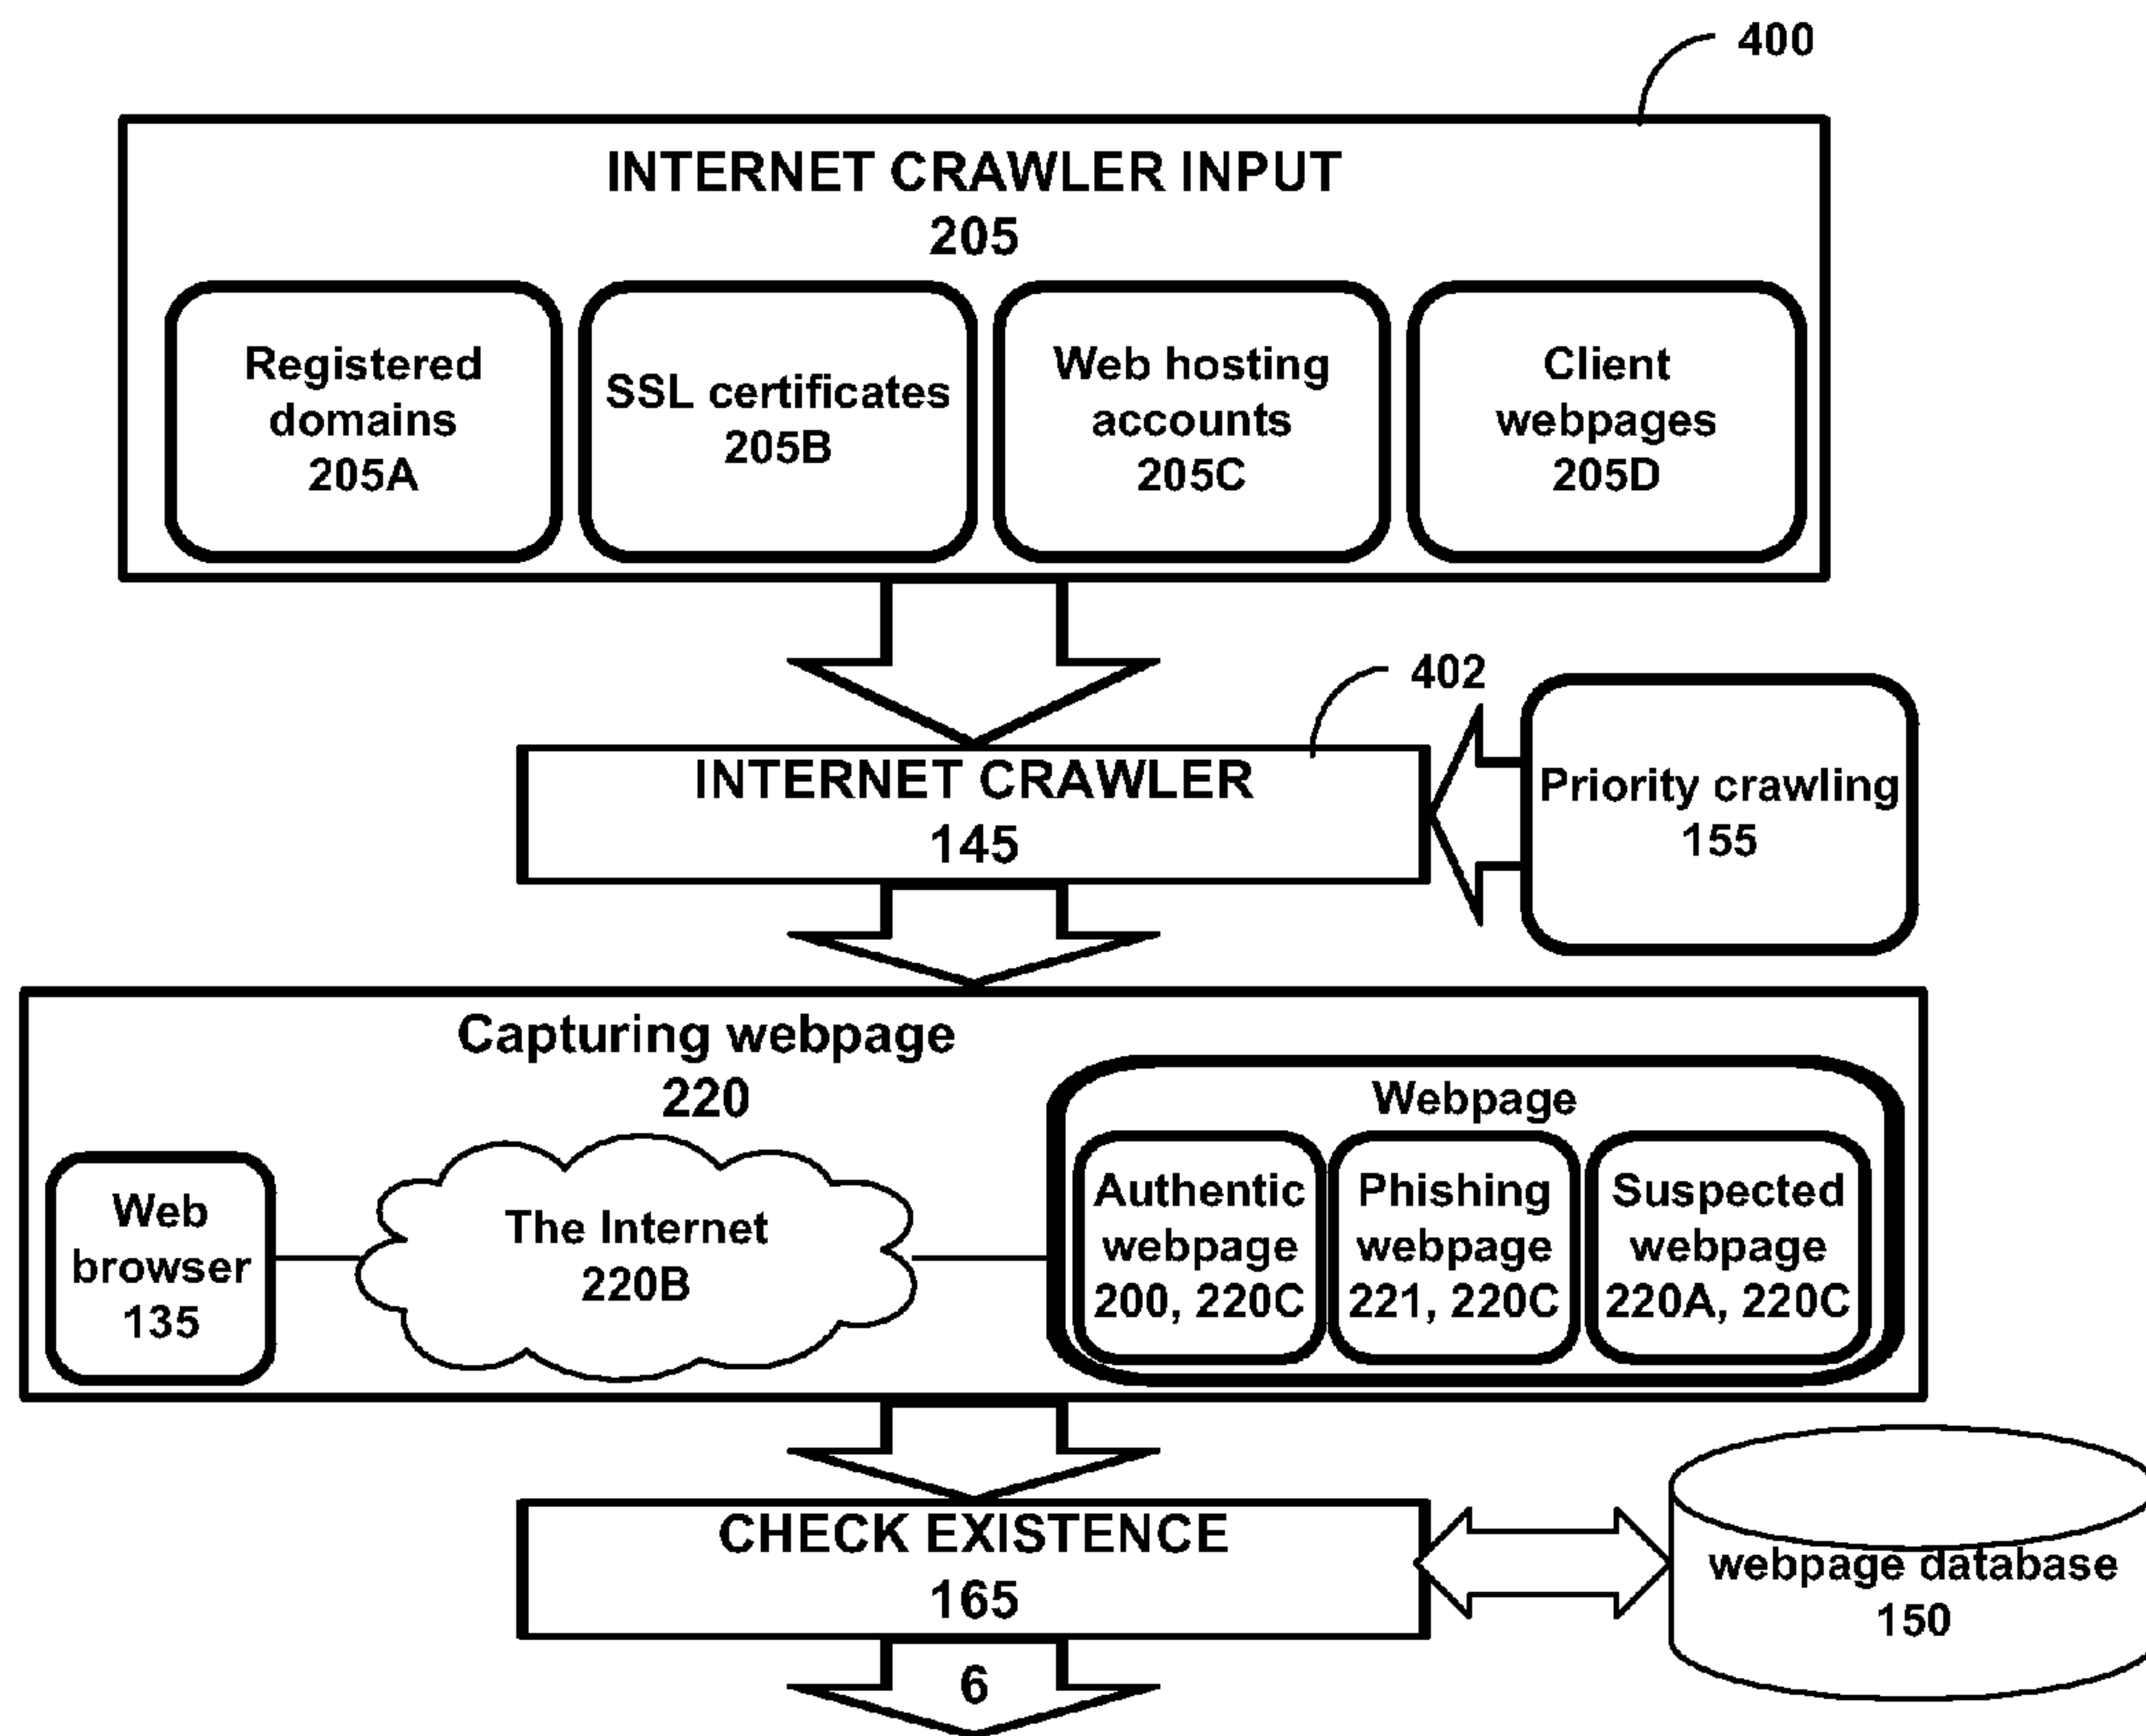 400
INTERNET CRAWLER INPUT
205
Registered
domains
205A
SSL certificates
205B
Web hosting
accounts
205C
Client
webpages
205D
402
INTERNET CRAWLER
145
Priority crawling
155
Capturing webpage
220
Web
browser
135
The Internet
220B
Webpage
Authentic
webpage
200, 220C
Phishing
webpage
221, 220C
Suspected
webpage
220A, 220C
CHECK EXISTENCE
165
webpage database
150
6